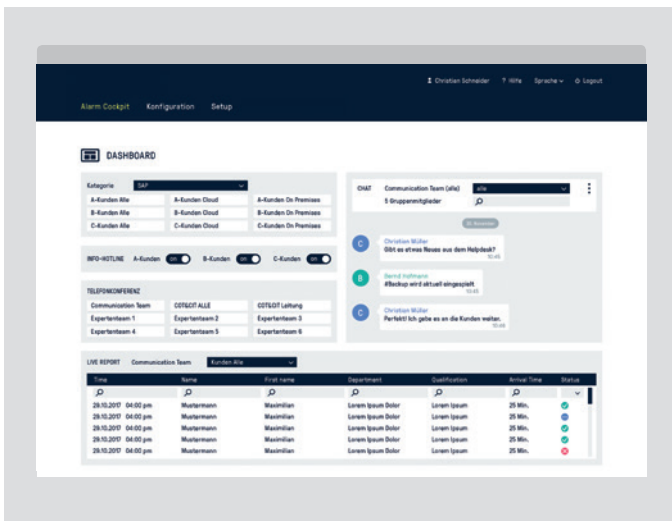 Christian Schneider ? Hilfe Sprache Logout
Alarm Cockpit Konfiguration Setup
DASHBOARD
Kategorie SAP
A-Kunden Alle A-Kunden Cloud A-Kunden On Premises
B-Kunden Alle B-Kunden Cloud B-Kunden On Premises
C-Kunden Alle C-Kunden Cloud C-Kunden On Premises
INFO-HOTLINE A-Kunden on B-Kunden on C-Kunden on
TELEFONKONFERENZ
Communication Team COT&CIT ALLE COT&CIT Leitung
Expertenteam 1 Expertenteam 2 Expertenteam 3
Expertenteam 4 Expertenteam 5 Expertenteam 6
CHAT Communication Team (alle) alle
5 Gruppenmitglieder
C Christian Müller
Gibt es etwas Neues aus dem Helpdesk?
10:45
B Bernd Hofmann
#Backup wird aktuell eingespielt
10:45
C Christian Müller
Perfekt! Ich gebe es an die Kunden weiter.
LIVE REPORT Communication Team Kunden Alle
Time Name First name Department Qualification Arrival Time Status
29.10.2017 04:00 pm Mustermann Maximilian Lorem Ipsum Dolor Lorem Ipsum 25 Min.
29.10.2017 04:00 pm Mustermann Maximilian Lorem Ipsum Dolor Lorem Ipsum 25 Min.
29.10.2017 04:00 pm Mustermann Maximilian Lorem Ipsum Dolor Lorem Ipsum 25 Min.
29.10.2017 04:00 pm Mustermann Maximilian Lorem Ipsum Dolor Lorem Ipsum 25 Min.
29.10.2017 04:00 pm Mustermann Maximilian Lorem Ipsum Dolor Lorem Ipsum 25 Min.